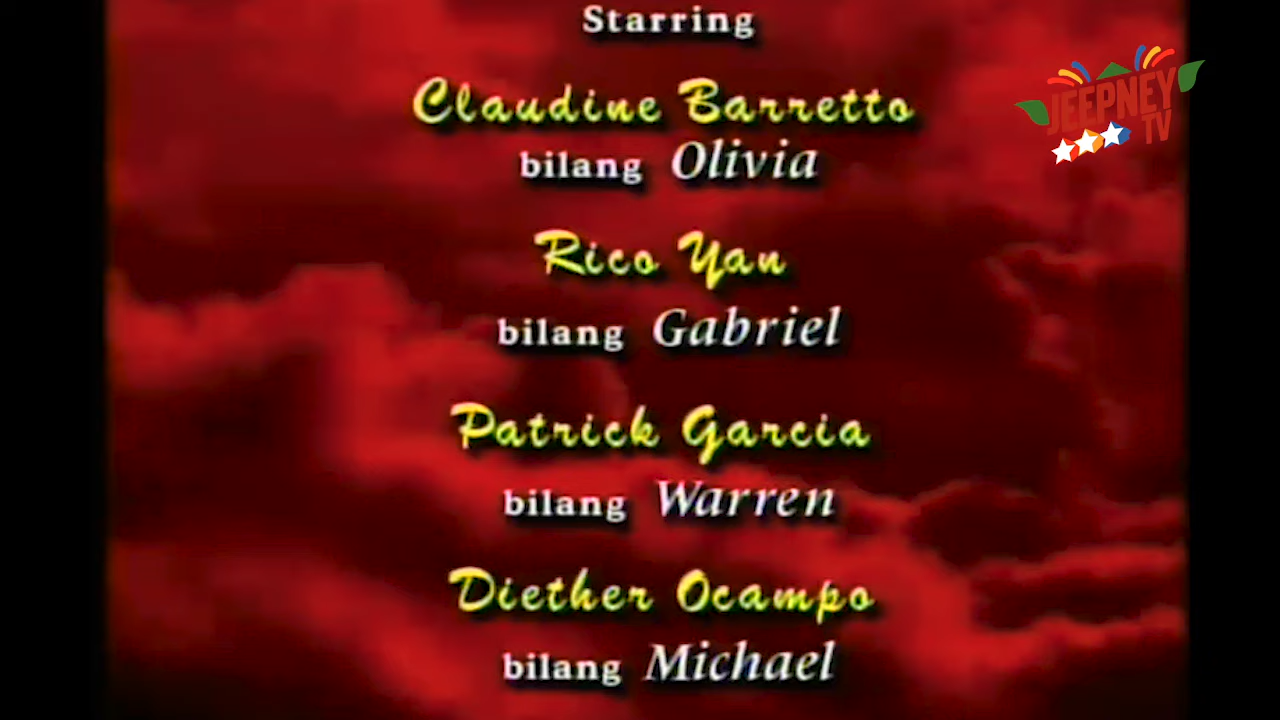 Starring
Claudine Barretto
bilang Olivia
Rico Yan
bilang Gabriel
Patrick Garcia
bilang Warren
Diether Ocampo
bilang Michael
JEEPNEY
TV